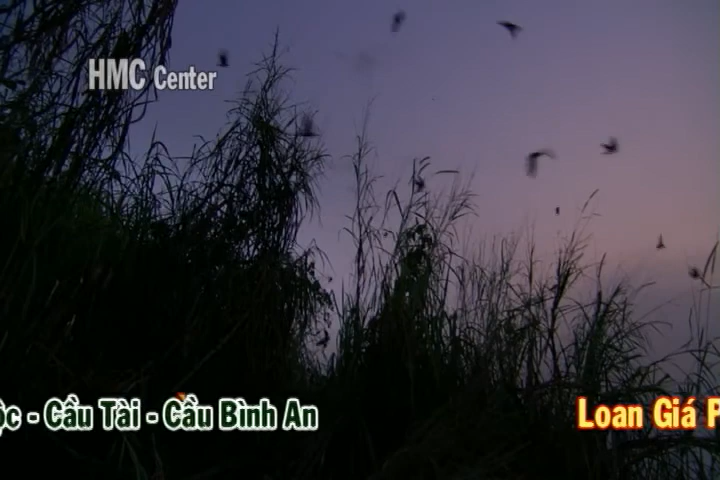 HMC Center
- Cầu Tài - Cầu Bình An
Loan Giá